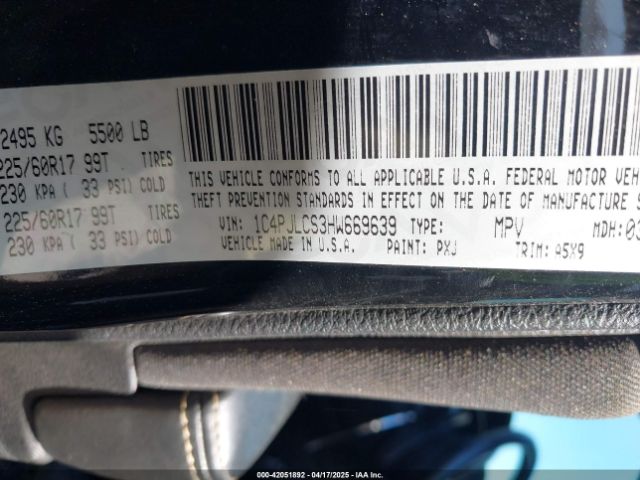 2495 KG 5500 LB
225/60R17 99T TIRES
230 KPA ( 33 PSI) COLD
225/60R17 99T TIRES
230 KPA ( 33 PSI) COLD
THIS VEHICLE CONFORMS TO ALL APPLICABLE U.S.A. FEDERAL MOTOR VEH
THEFT PREVENTION STANDARDS IN EFFECT ON THE DATE OF MANUFACTURE S
VIN: 1C4PJLCS3HW669639 TYPE: MPV MDH:03
VEHICLE MADE IN U.S.A. PAINT: PXJ TRIM: A5X9
000-42051892 - 04/17/2025 - IAA Inc.